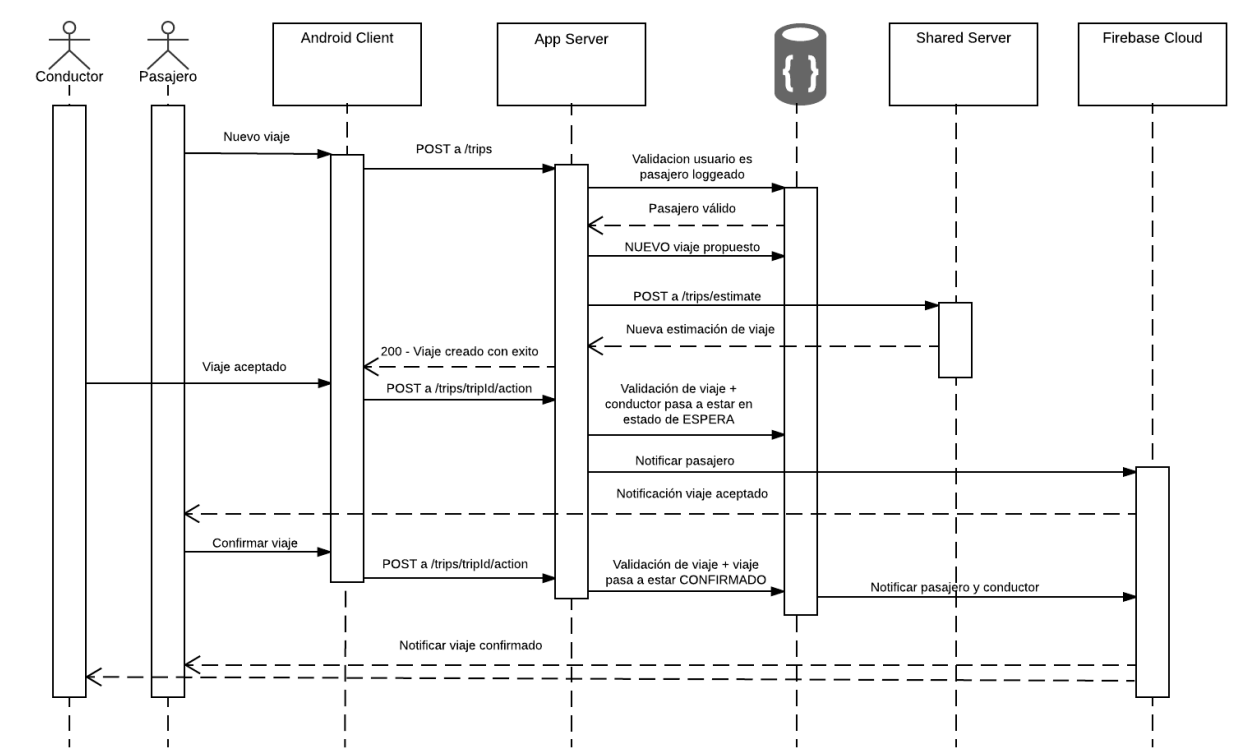 Conductor
Pasajero
Android Client
App Server
{ }
Shared Server
Firebase Cloud
Nuevo viaje
POST a /trips
Validacion usuario es
pasajero loggeado
Pasajero válido
NUEVO viaje propuesto
POST a /trips/estimate
Nueva estimación de viaje
200 - Viaje creado con exito
Viaje aceptado
POST a /trips/tripId/action
Validación de viaje +
conductor pasa a estar en
estado de ESPERA
Notificar pasajero
Notificación viaje aceptado
Confirmar viaje
POST a /trips/tripId/action
Validación de viaje + viaje
pasa a estar CONFIRMADO
Notificar pasajero y conductor
Notificar viaje confirmado